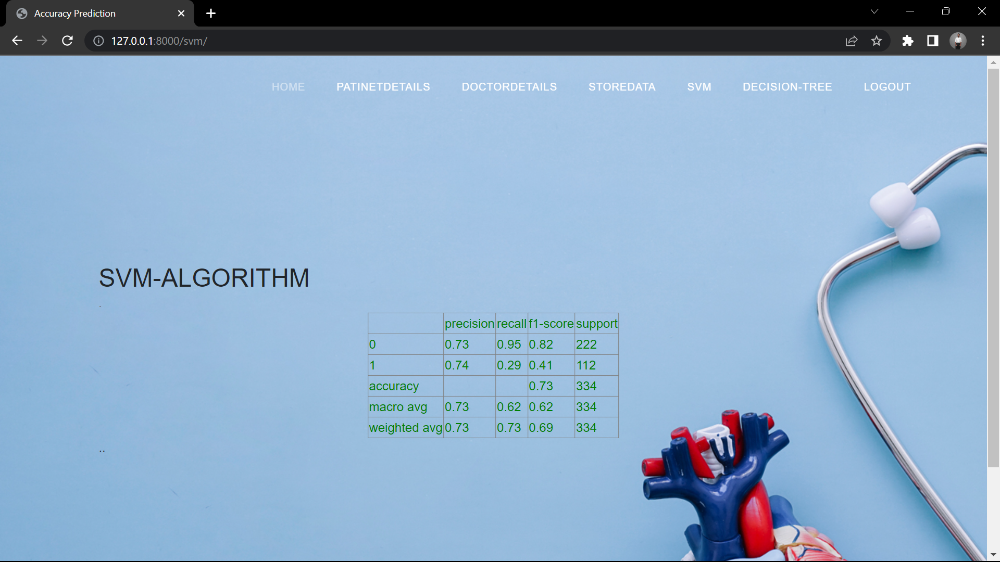 Accuracy Prediction
127.0.0.1:8000/svm/
HOME PATINETDETAILS DOCTORDETAILS STOREDATA SVM DECISION-TREE LOGOUT
SVM-ALGORITHM
.
precision recall f1-score support
0 0.73 0.95 0.82 222
1 0.74 0.29 0.41 112
accuracy 0.73 334
macro avg 0.73 0.62 0.62 334
weighted avg 0.73 0.73 0.69 334
..